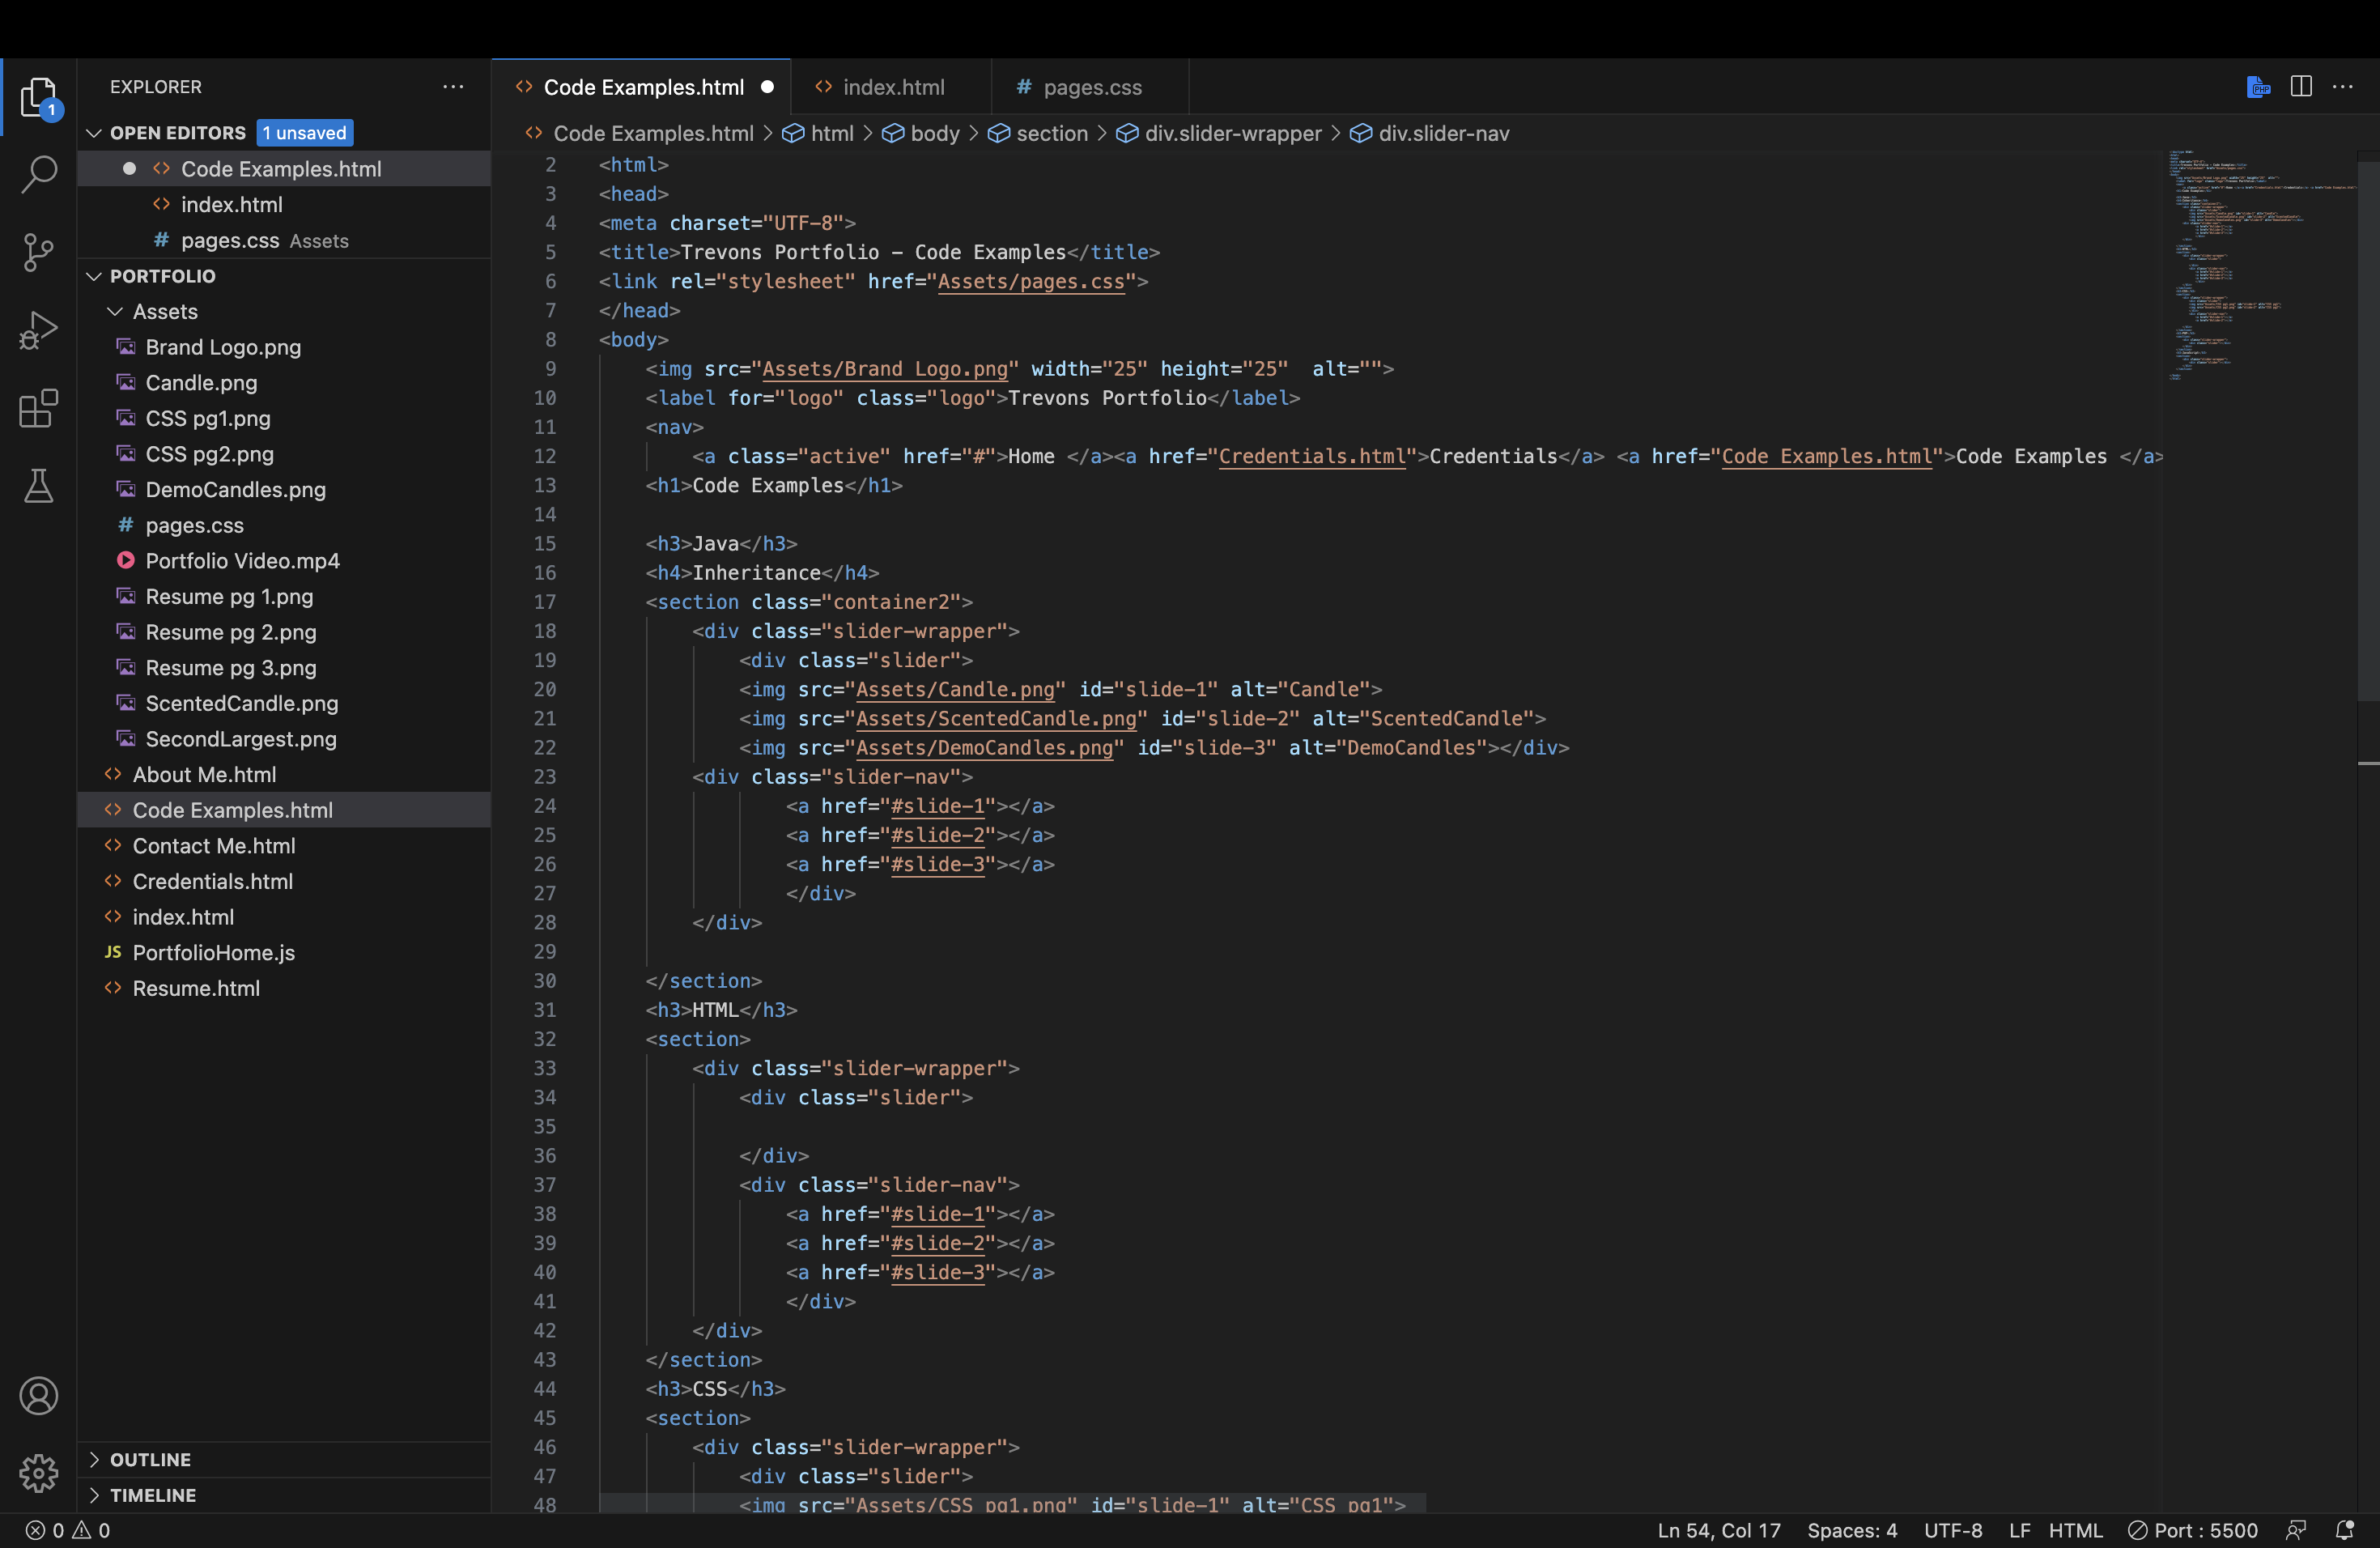 EXPLORER
OPEN EDITORS 1 unsaved
Code Examples.html
index.html
pages.css Assets
PORTFOLIO
Assets
Brand Logo.png
Candle.png
CSS pg1.png
CSS pg2.png
DemoCandles.png
pages.css
Portfolio Video.mp4
Resume pg 1.png
Resume pg 2.png
Resume pg 3.png
ScentedCandle.png
SecondLargest.png
About Me.html
Code Examples.html
Contact Me.html
Credentials.html
index.html
JS PortfolioHome.js
Resume.html
OUTLINE
TIMELINE
1
Code Examples.html index.html # pages.css
PHP
Code Examples.html > html > body > section > div.slider-wrapper > div.slider-nav
2 <html>
3 <head>
4 <meta charset="UTF-8">
5 <title>Trevons Portfolio - Code Examples</title>
6 <link rel="stylesheet" href="Assets/pages.css">
7 </head>
8 <body>
9 <img src="Assets/Brand Logo.png" width="25" height="25"  alt="">
10 <label for="logo" class="logo">Trevons Portfolio</label>
11 <nav>
12 <a class="active" href="#">Home </a><a href="Credentials.html">Credentials</a> <a href="Code Examples.html">Code Examples </a>
13 <h1>Code Examples</h1>
14
15 <h3>Java</h3>
16 <h4>Inheritance</h4>
17 <section class="container2">
18 <div class="slider-wrapper">
19 <div class="slider">
20 <img src="Assets/Candle.png" id="slide-1" alt="Candle">
21 <img src="Assets/ScentedCandle.png" id="slide-2" alt="ScentedCandle">
22 <img src="Assets/DemoCandles.png" id="slide-3" alt="DemoCandles"></div>
23 <div class="slider-nav">
24 <a href="#slide-1"></a>
25 <a href="#slide-2"></a>
26 <a href="#slide-3"></a>
27 </div>
28 </div>
29
30 </section>
31 <h3>HTML</h3>
32 <section>
33 <div class="slider-wrapper">
34 <div class="slider">
35
36 </div>
37 <div class="slider-nav">
38 <a href="#slide-1"></a>
39 <a href="#slide-2"></a>
40 <a href="#slide-3"></a>
41 </div>
42 </div>
43 </section>
44 <h3>CSS</h3>
45 <section>
46 <div class="slider-wrapper">
47 <div class="slider">
48 <img src="Assets/CSS pg1.png" id="slide-1" alt="CSS pg1">
0 0
Ln 54, Col 17 Spaces: 4 UTF-8 LF HTML Port : 5500